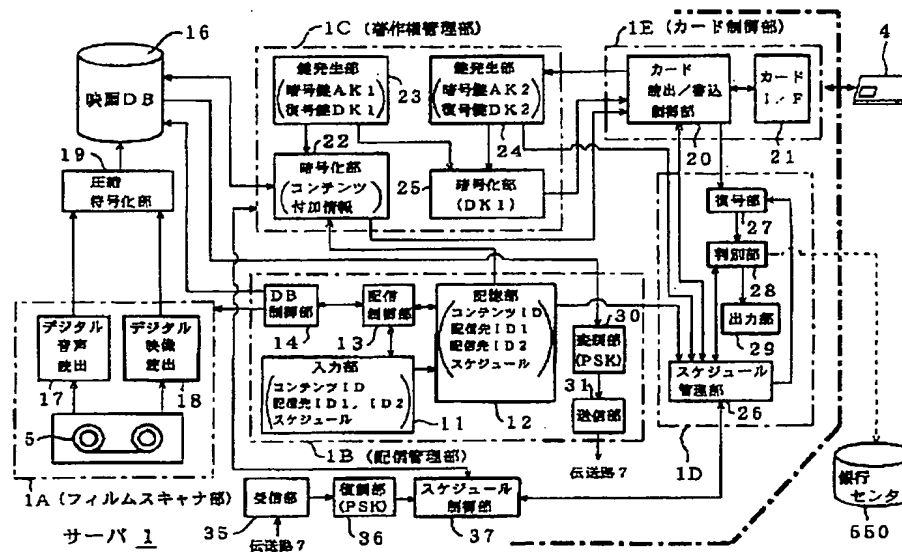 1C (著作権管理部)
1E (カード制御部)
4
16
映画DB
鍵発生部
(暗号鍵AK1
復号鍵DK1)
23
鍵発生部
(暗号鍵AK2
復号鍵DK2)
24
カード
読出/書込
制御部
20
カード
I/F
21
19
圧縮
符号化部
22
暗号化部
(コンテンツ
付加情報)
25
暗号化部
(DK1)
復号部
27
判別部
28
出力部
29
スケジュール
管理部
26
1D
デジタル
音声
読出
17
デジタル
映像
読出
18
5
DB
制御部
14
配信
制御部
13
記憶部
(コンテンツID
配信先ID1
配信先ID2
スケジュール)
12
入力部
(コンテンツID
配信先ID1,ID2
スケジュール)
11
30
変調部
(PSK)
31
送信部
伝送路7
1B (配信管理部)
1A (フィルムスキャナ部)
サーバ 1
受信部
35
伝送路7
復調部
(PSK)
36
スケジュール
制御部
37
銀行
センタ
550